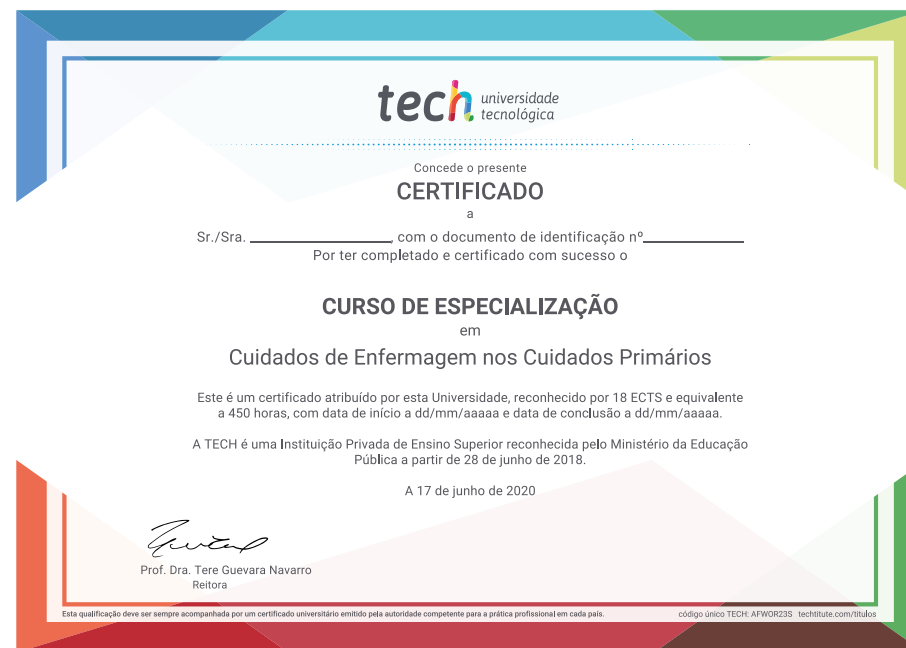 tech universidade
tecnológica
Concede o presente
CERTIFICADO
a
Sr./Sra. ____________________, com o documento de identificação nº______________
Por ter completado e certificado com sucesso o
CURSO DE ESPECIALIZAÇÃO
em
Cuidados de Enfermagem nos Cuidados Primários
Este é um certificado atribuído por esta Universidade, reconhecido por 18 ECTS e equivalente
a 450 horas, com data de início a dd/mm/aaaaa e data de conclusão a dd/mm/aaaaa.
A TECH é uma Instituição Privada de Ensino Superior reconhecida pelo Ministério da Educação
Pública a partir de 28 de junho de 2018.
A 17 de junho de 2020
Prof. Dra. Tere Guevara Navarro
Reitora
Esta qualificação deve ser sempre acompanhada por um certificado universitário emitido pela autoridade competente para a prática profissional em cada país.
código único TECH: AFWOR23S techtitute.com/titulos